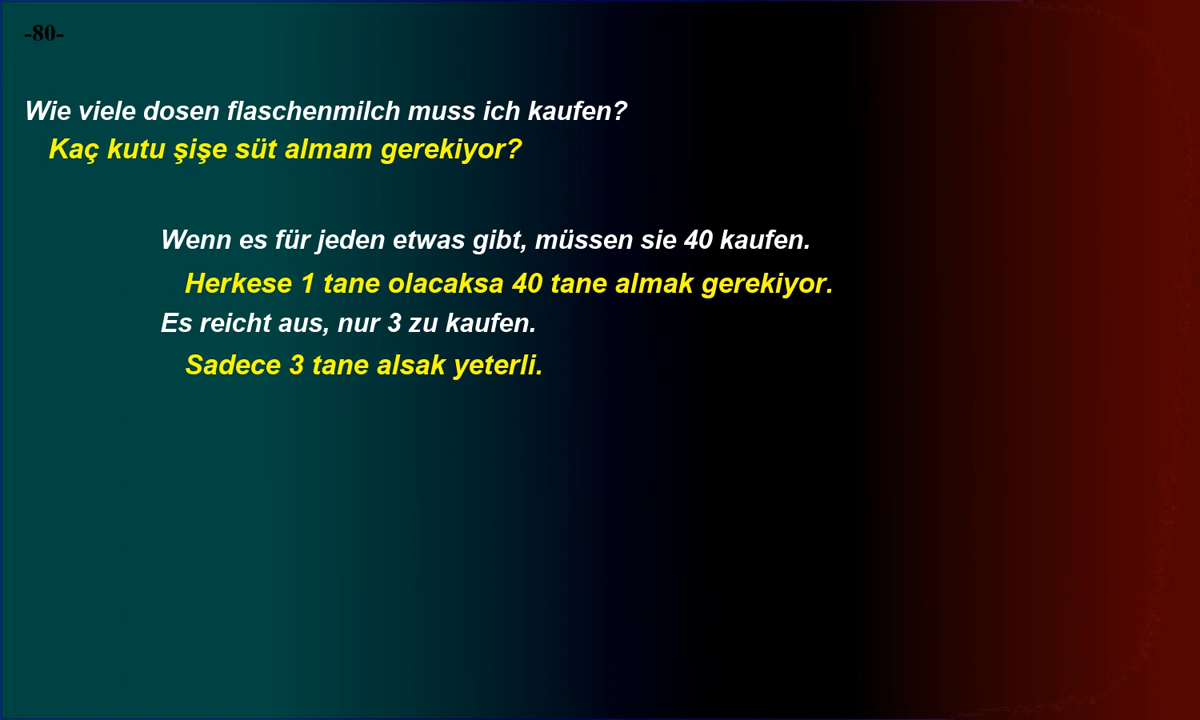 -80-
Wie viele dosen flaschenmilch muss ich kaufen?
Kaç kutu şişe süt almam gerekiyor?
Wenn es für jeden etwas gibt, müssen sie 40 kaufen.
Herkese 1 tane olacaksa 40 tane almak gerekiyor.
Es reicht aus, nur 3 zu kaufen.
Sadece 3 tane alsak yeterli.